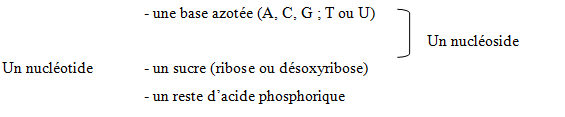 - une base azotée (A, C, G ; T ou U)
Un nucléoside
Un nucléotide - un sucre (ribose ou désoxyribose)
- un reste d’acide phosphorique